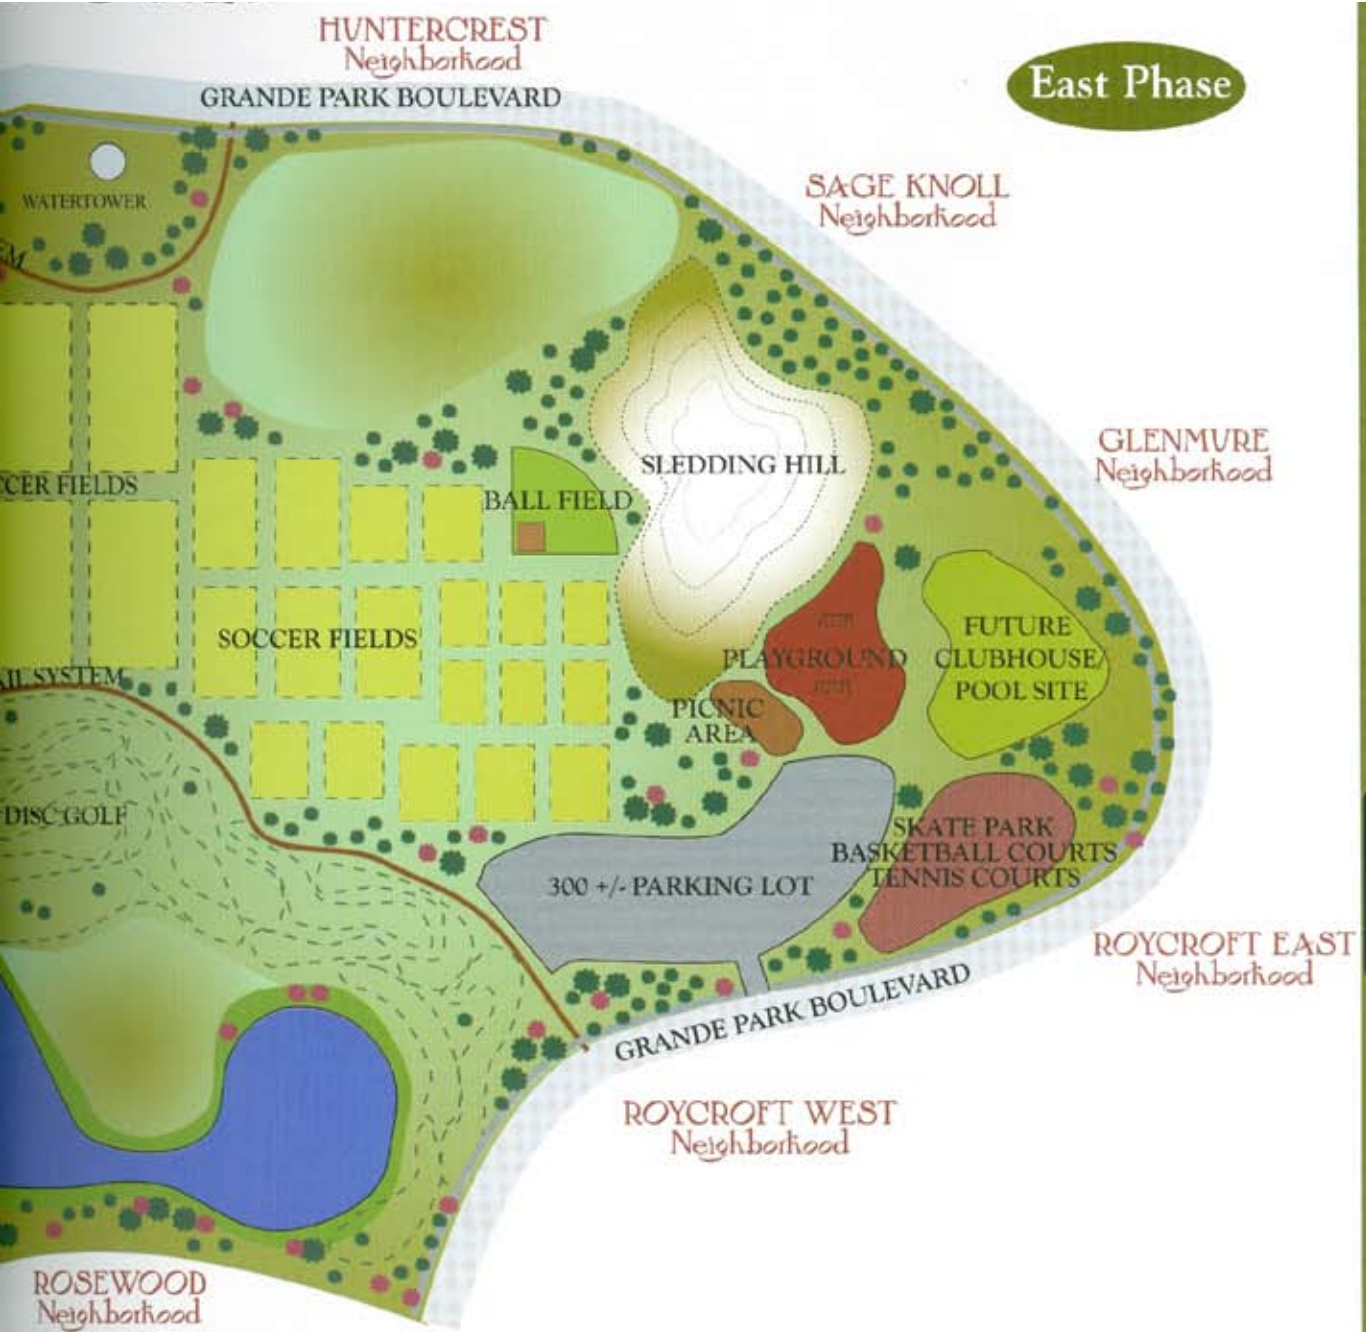 HUNTERCREST
Neighborhood
GRANDE PARK BOULEVARD
East Phase
SAGE KNOLL
Neighborhood
WATERTOWER
GLENMURE
Neighborhood
SLEDDING HILL
CCER FIELDS
BALL FIELD
SOCCER FIELDS
FUTURE
CLUBHOUSE/
POOL SITE
PLAYGROUND
AIL SYSTEM
PICNIC
AREA
DISC GOLF
SKATE PARK
BASKETBALL COURTS
TENNIS COURTS
300 +/- PARKING LOT
ROYCROFT EAST
Neighborhood
GRANDE PARK BOULEVARD
ROYCROFT WEST
Neighborhood
ROSEWOOD
Neighborhood